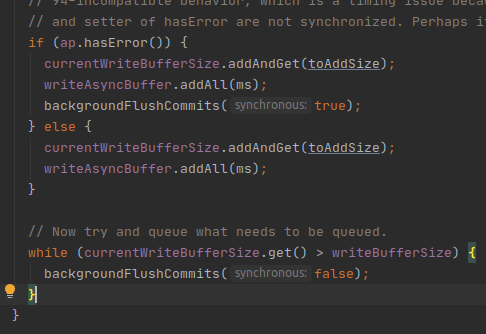 // 94-incompatible behavior, which is a timing issue because
// and setter of hasError are not synchronized. Perhaps i
if (ap.hasError()) {
currentWriteBufferSize.addAndGet(toAddSize);
writeAsyncBuffer.addAll(ms);
backgroundFlushCommits( synchronous: true);
} else {
currentWriteBufferSize.addAndGet(toAddSize);
writeAsyncBuffer.addAll(ms);
}
// Now try and queue what needs to be queued.
while (currentWriteBufferSize.get() > writeBufferSize) {
backgroundFlushCommits( synchronous: false);
}
}